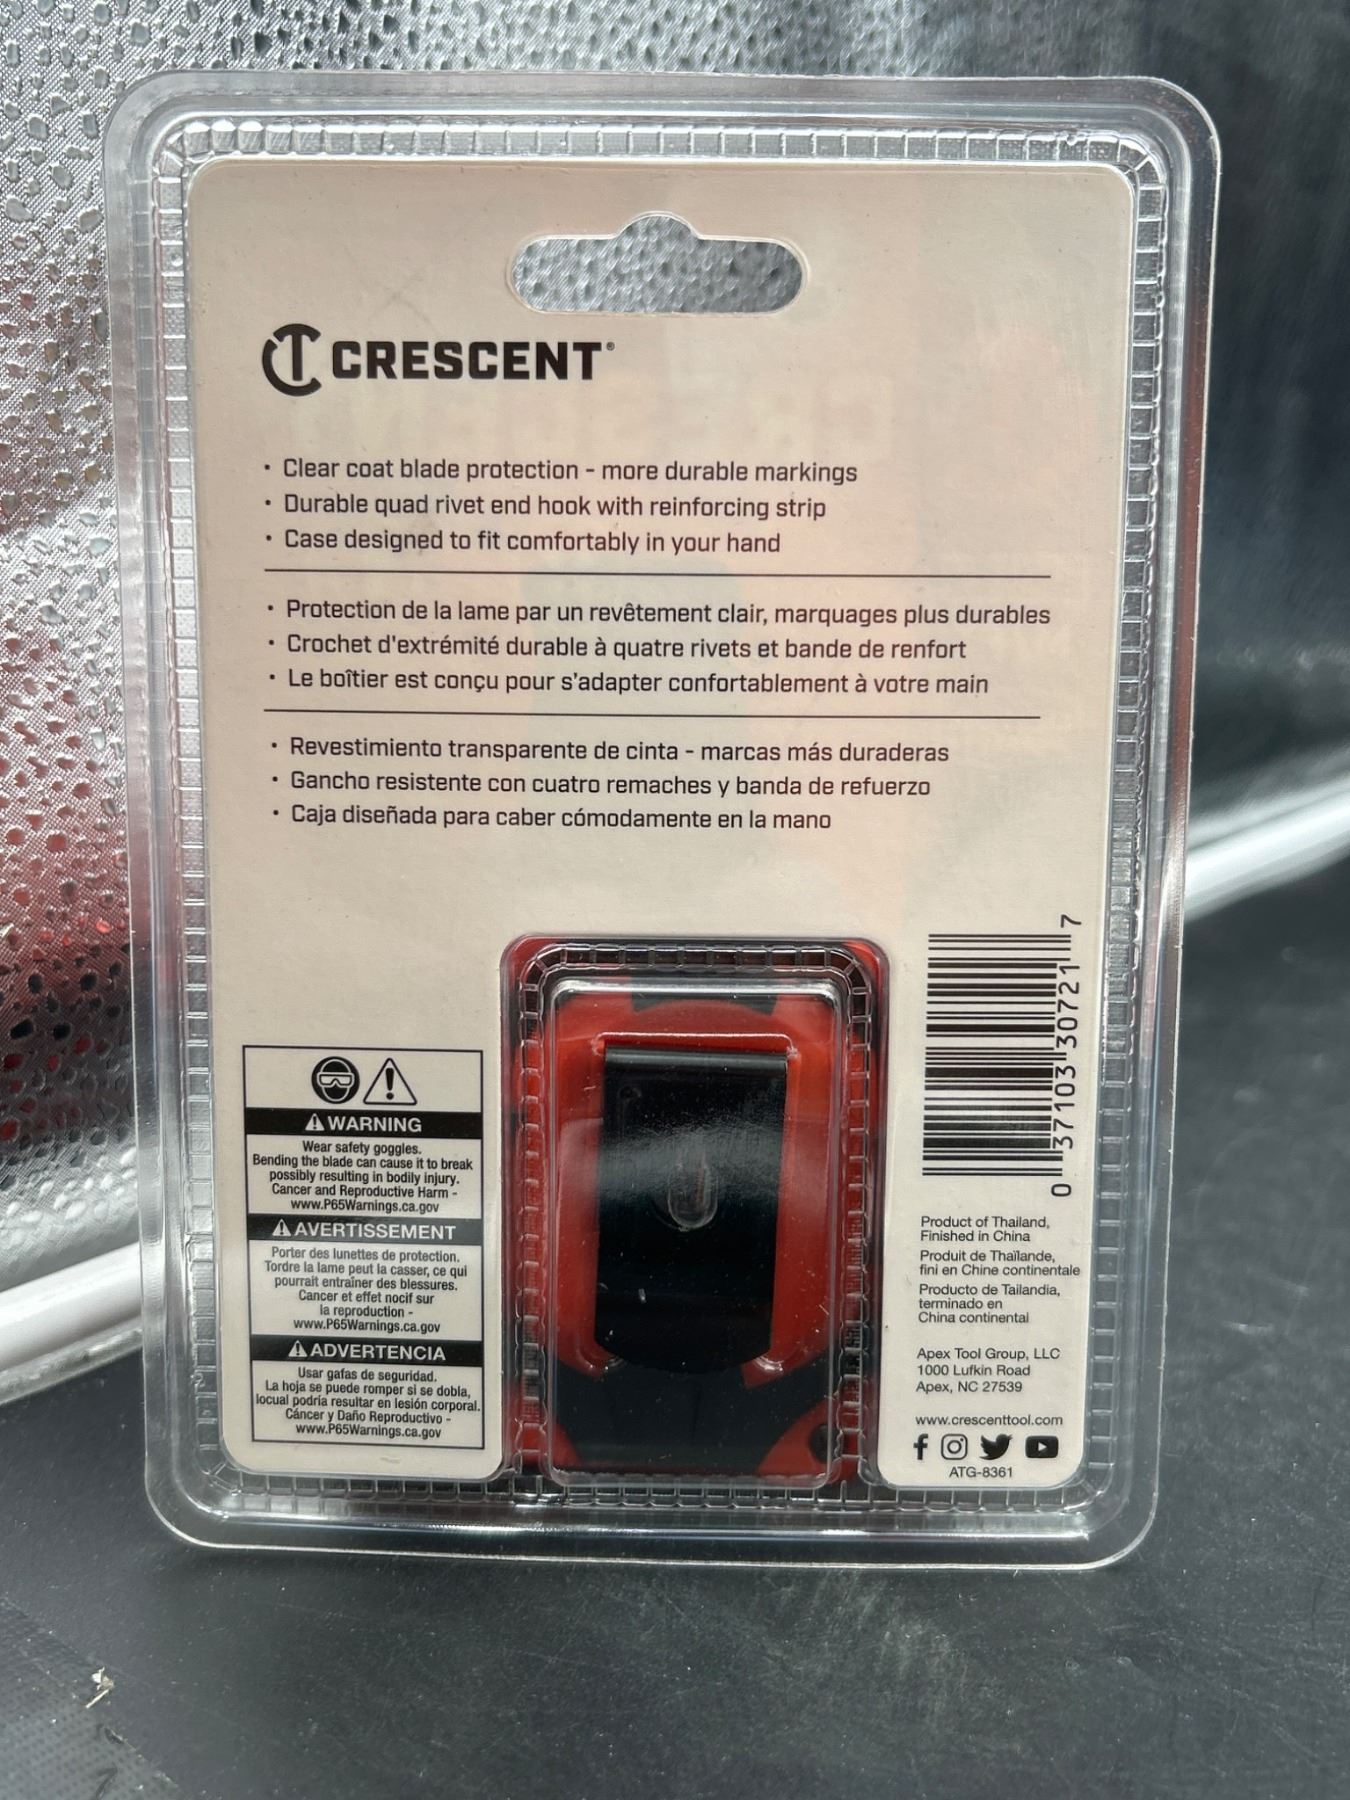 CRESCENT®
• Clear coat blade protection - more durable markings
• Durable quad rivet end hook with reinforcing strip
• Case designed to fit comfortably in your hand
• Protection de la lame par un revêtement clair, marquages plus durables
• Crochet d'extrémité durable à quatre rivets et bande de renfort
• Le boîtier est conçu pour s'adapter confortablement à votre main
• Revestimiento transparente de cinta - marcas más duraderas
• Gancho resistente con cuatro remaches y banda de refuerzo
• Caja diseñada para caber cómodamente en la mano
WARNING
Wear safety goggles.
Bending the blade can cause it to break
possibly resulting in bodily injury.
Cancer and Reproductive Harm -
www.P65Warnings.ca.gov
AVERTISSEMENT
Porter des lunettes de protection.
Tordre la lame peut la casser, ce qui
pourrait entraîner des blessures.
Cancer et effet nocif sur
la reproduction -
www.P65Warnings.ca.gov
ADVERTENCIA
Usar gafas de seguridad.
La hoja se puede romper si se dobla,
locual podría resultar en lesión corporal.
Cáncer y Daño Reproductivo -
www.P65Warnings.ca.gov
0 37103 30721 7
Product of Thailand,
Finished in China
Produit de Thaïlande,
fini en Chine continentale
Producto de Tailandia,
terminado en
China continental
Apex Tool Group, LLC
1000 Lufkin Road
Apex, NC 27539
www.crescenttool.com
ATG-8361